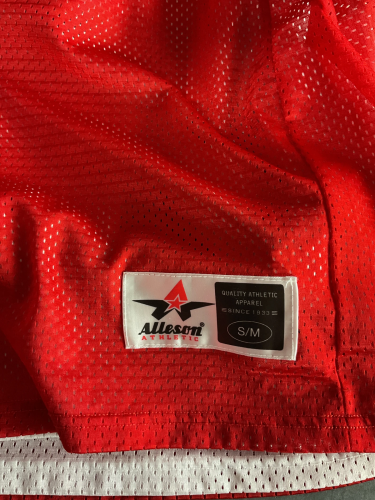 Alleson
ATHLETIC
QUALITY ATHLETIC
APPAREL
SINCE 1933
S/M